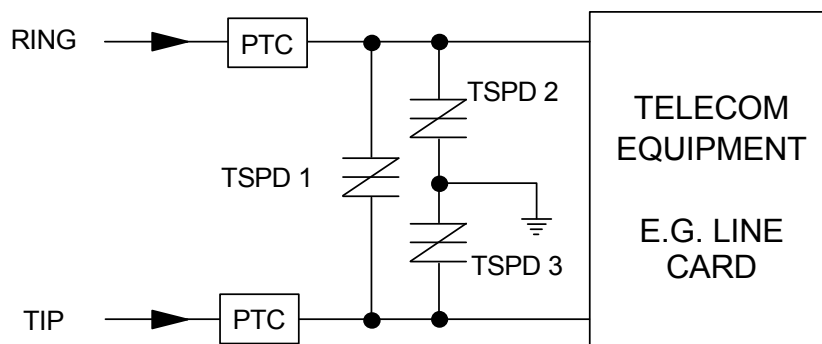 RING
PTC
TSPD 2
TSPD 1
TSPD 3
TIP
PTC
TELECOM
EQUIPMENT
E.G. LINE
CARD